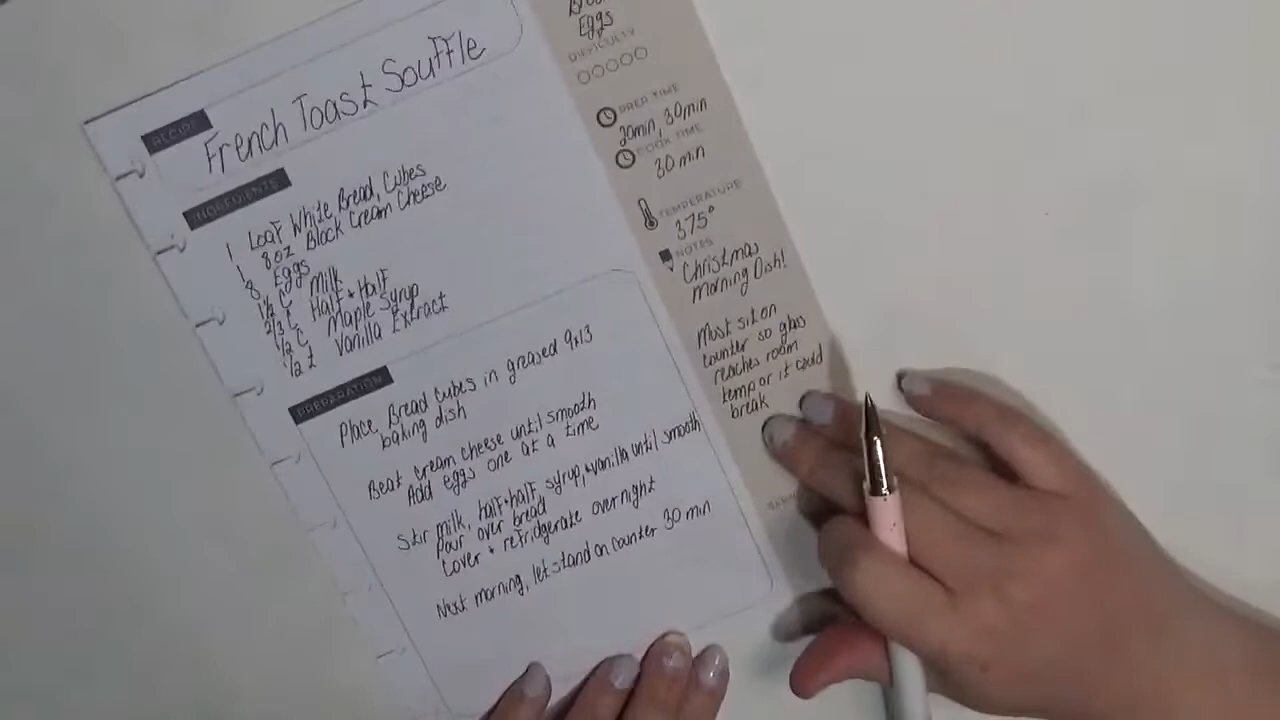 RECIPE
French Toast Souffle
INGREDIENTS
1 Loaf White Bread, Cubes
1 8oz Block Cream Cheese
8 Eggs
1 1/2 C Milk
2/3 C Half + Half
1/2 C Maple Syrup
1/2 t Vanilla Extract
PREPARATION
Place Bread Cubes in greased 9x13
baking dish
Beat cream cheese until smooth
Add eggs one at a time
Stir milk, half+half, syrup, + vanilla until smooth
Pour over bread
Cover + refridgerate overnight
Next morning, let stand on counter 30 min
Eggs
DIFFICULTY
PREP TIME
20min, 30min
COOK TIME
30 min
TEMPERATURE
375°
NOTES
Christmas
morning Dish!
Must sit on
counter so glass
reaches room
temp or it could
break